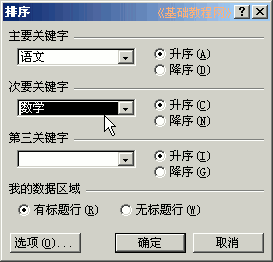 排序 《基础教程
主要关键字
语文 升序(A)
降序(D)
次要关键字
数学 升序(C)
降序(N)
第三关键字
升序(I)
降序(G)
我的数据区域
有标题行(R) 无标题行(W)
选项(O)... 确定 取消